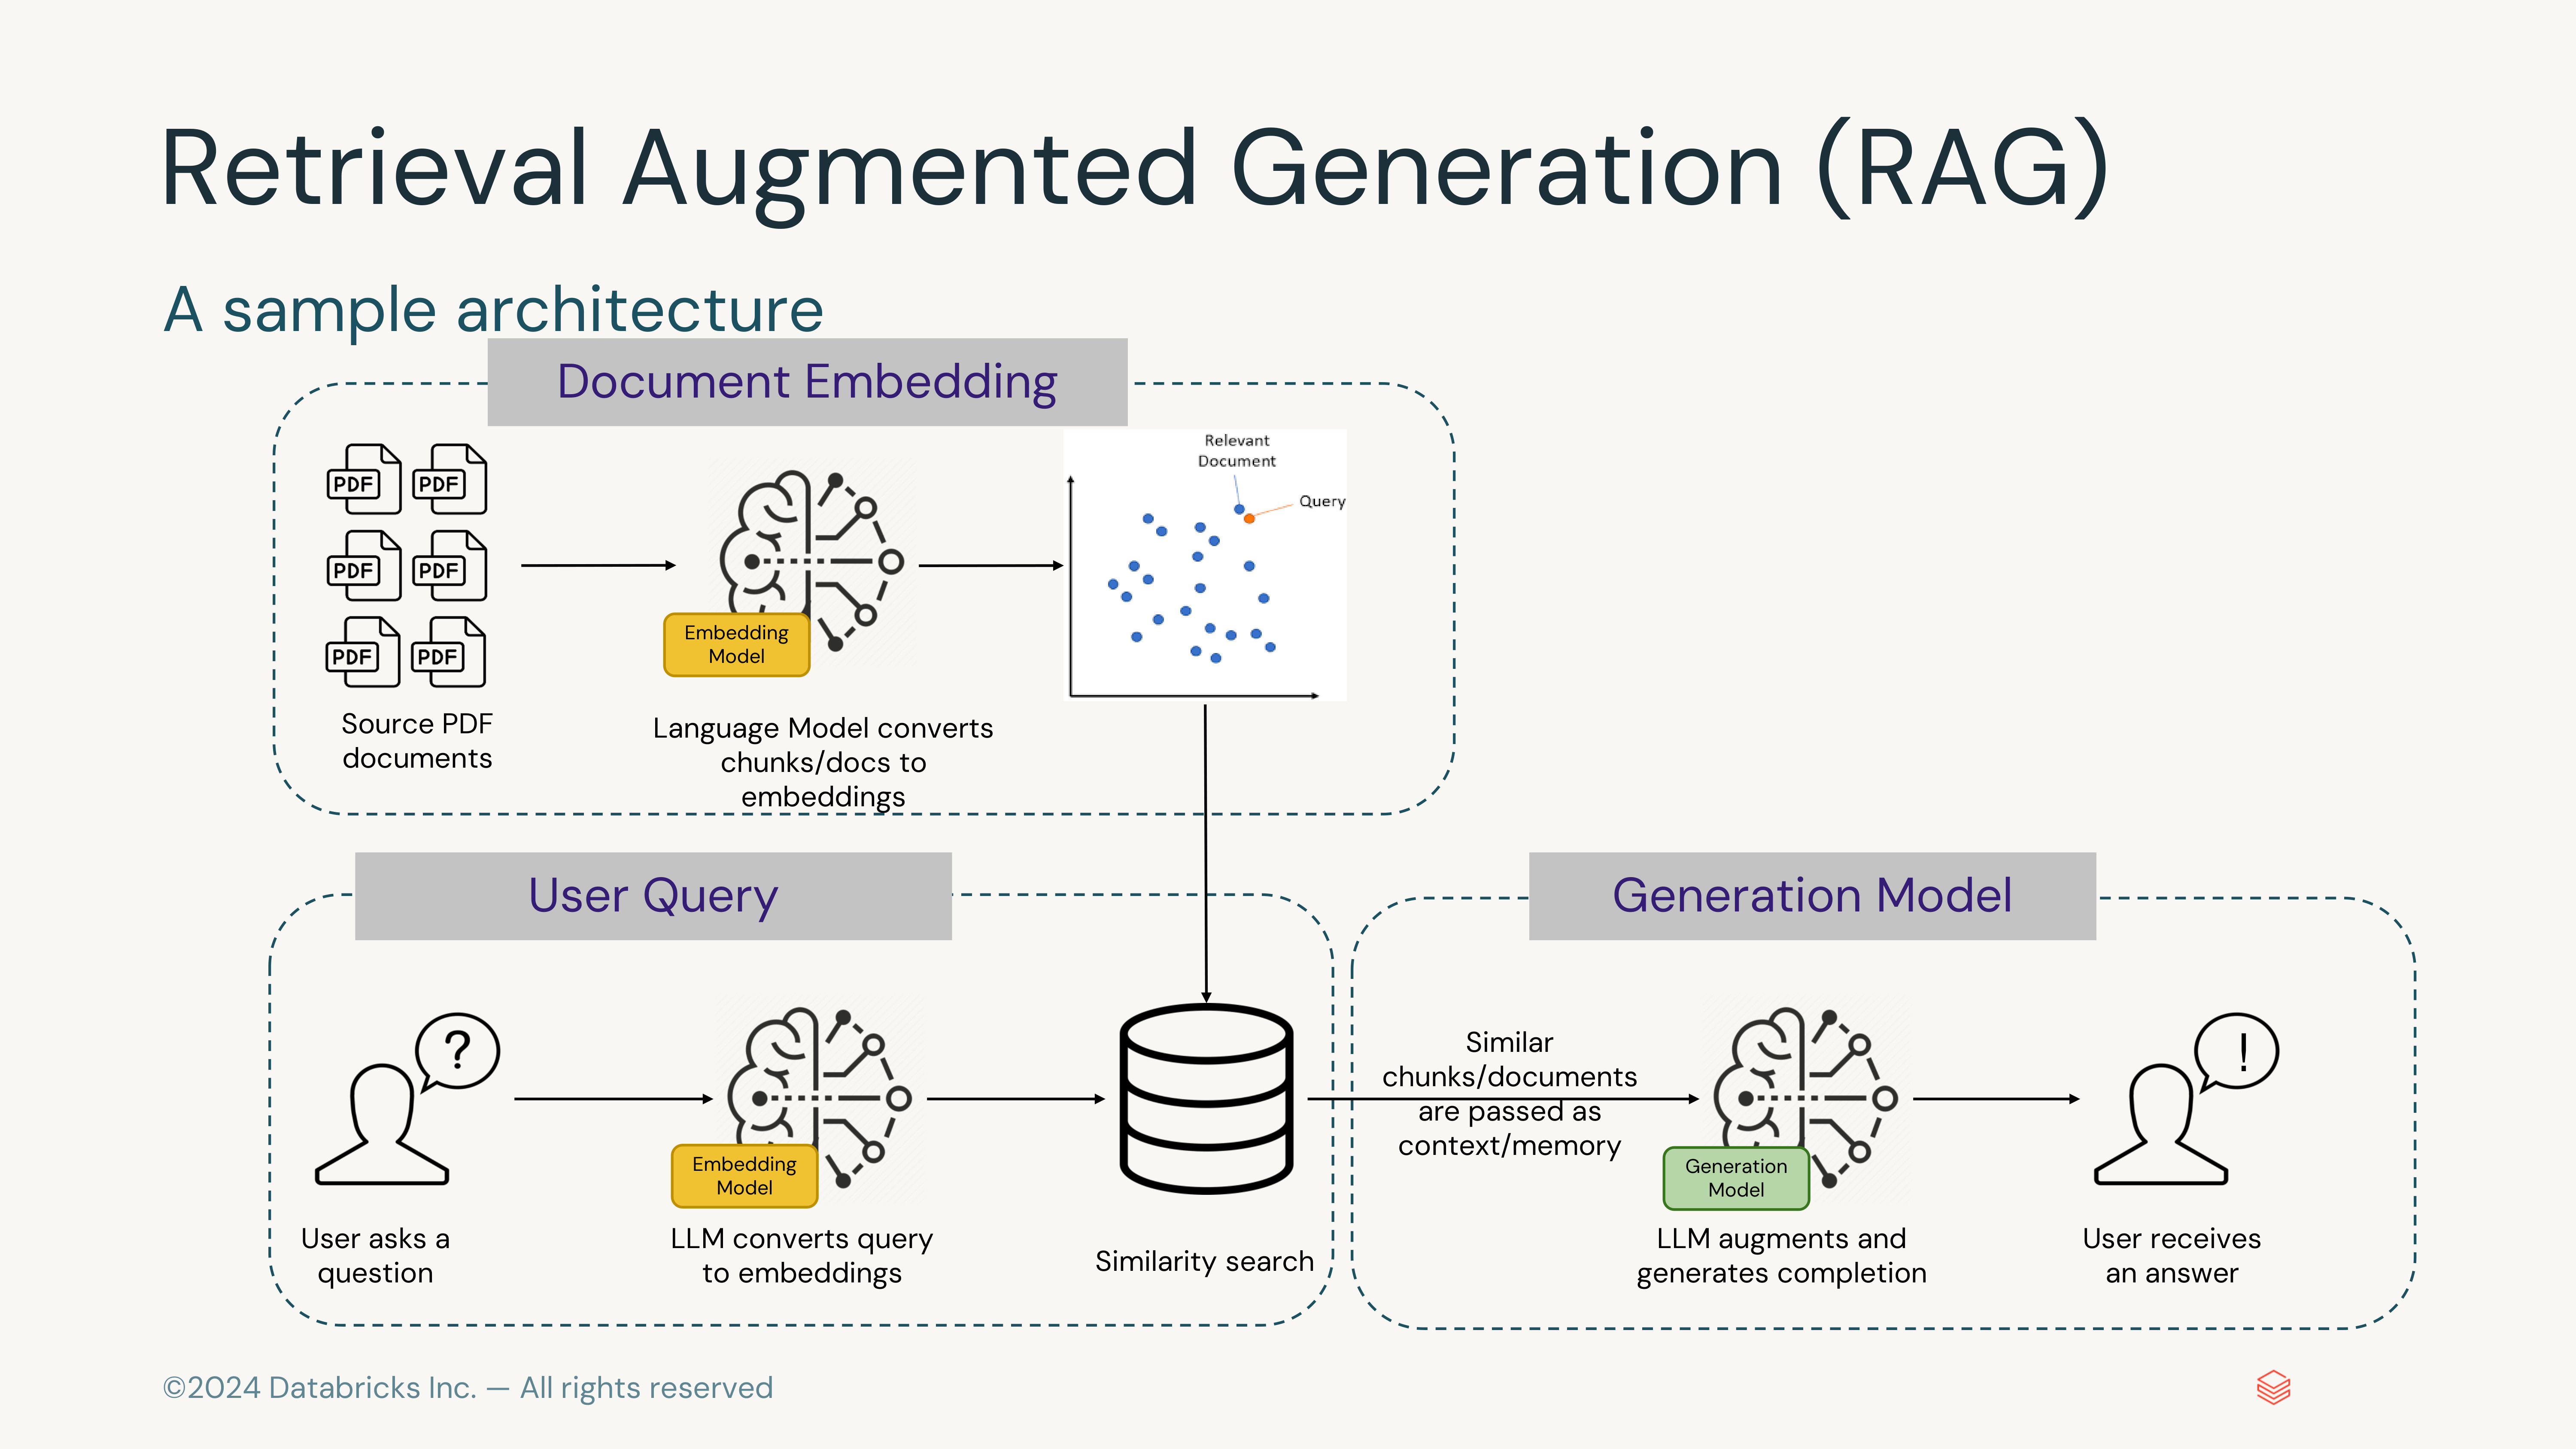 Retrieval Augmented Generation (RAG)
A sample architecture
Document Embedding
PDF
PDF
PDF
PDF
PDF
PDF
Source PDF
documents
Embedding
Model
Language Model converts
chunks/docs to
embeddings
Relevant
Document
Query
User Query
?
User asks a
question
Embedding
Model
LLM converts query
to embeddings
Similarity search
Generation Model
Similar
chunks/documents
are passed as
context/memory
Generation
Model
LLM augments and
generates completion
!
User receives
an answer
©2024 Databricks Inc. — All rights reserved